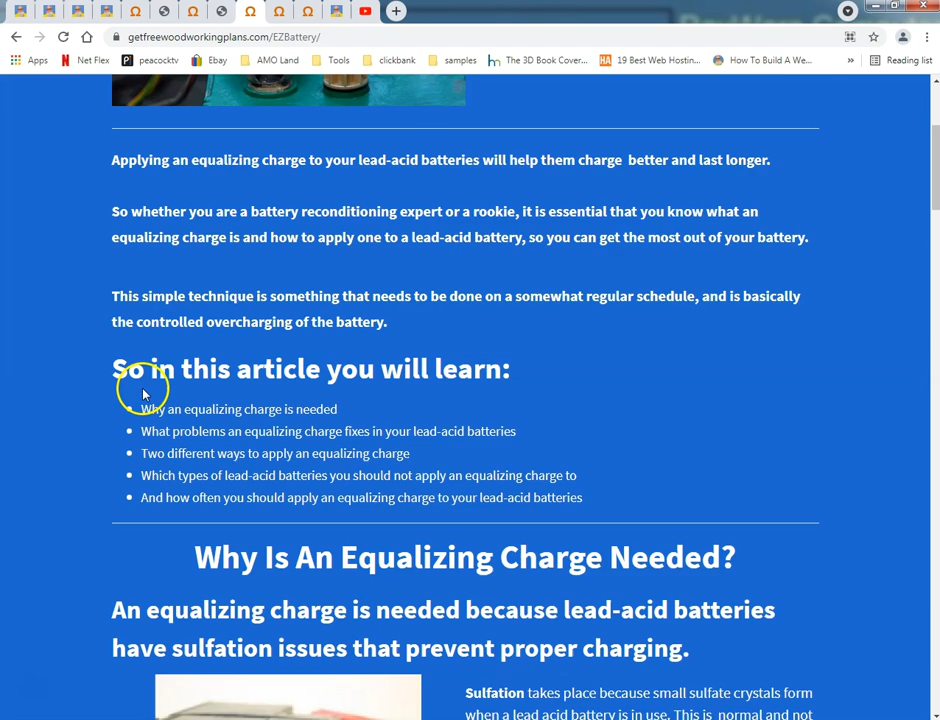 getfreewoodworkingplans.com/EZBattery/
Apps
Net Flex
peacocktv
Ebay
AMO Land
Tools
clickbank
samples
The 3D Book Cover...
19 Best Web Hostin...
How To Build A We...
»
Reading list
Applying an equalizing charge to your lead-acid batteries will help them charge better and last longer.
So whether you are a battery reconditioning expert or a rookie, it is essential that you know what an
equalizing charge is and how to apply one to a lead-acid battery, so you can get the most out of your battery.
This simple technique is something that needs to be done on a somewhat regular schedule, and is basically
the controlled overcharging of the battery.
So in this article you will learn:
• Why an equalizing charge is needed
• What problems an equalizing charge fixes in your lead-acid batteries
• Two different ways to apply an equalizing charge
• Which types of lead-acid batteries you should not apply an equalizing charge to
• And how often you should apply an equalizing charge to your lead-acid batteries
Why Is An Equalizing Charge Needed?
An equalizing charge is needed because lead-acid batteries
have sulfation issues that prevent proper charging.
Sulfation takes place because small sulfate crystals form
when a lead acid battery is in use. This is normal and not